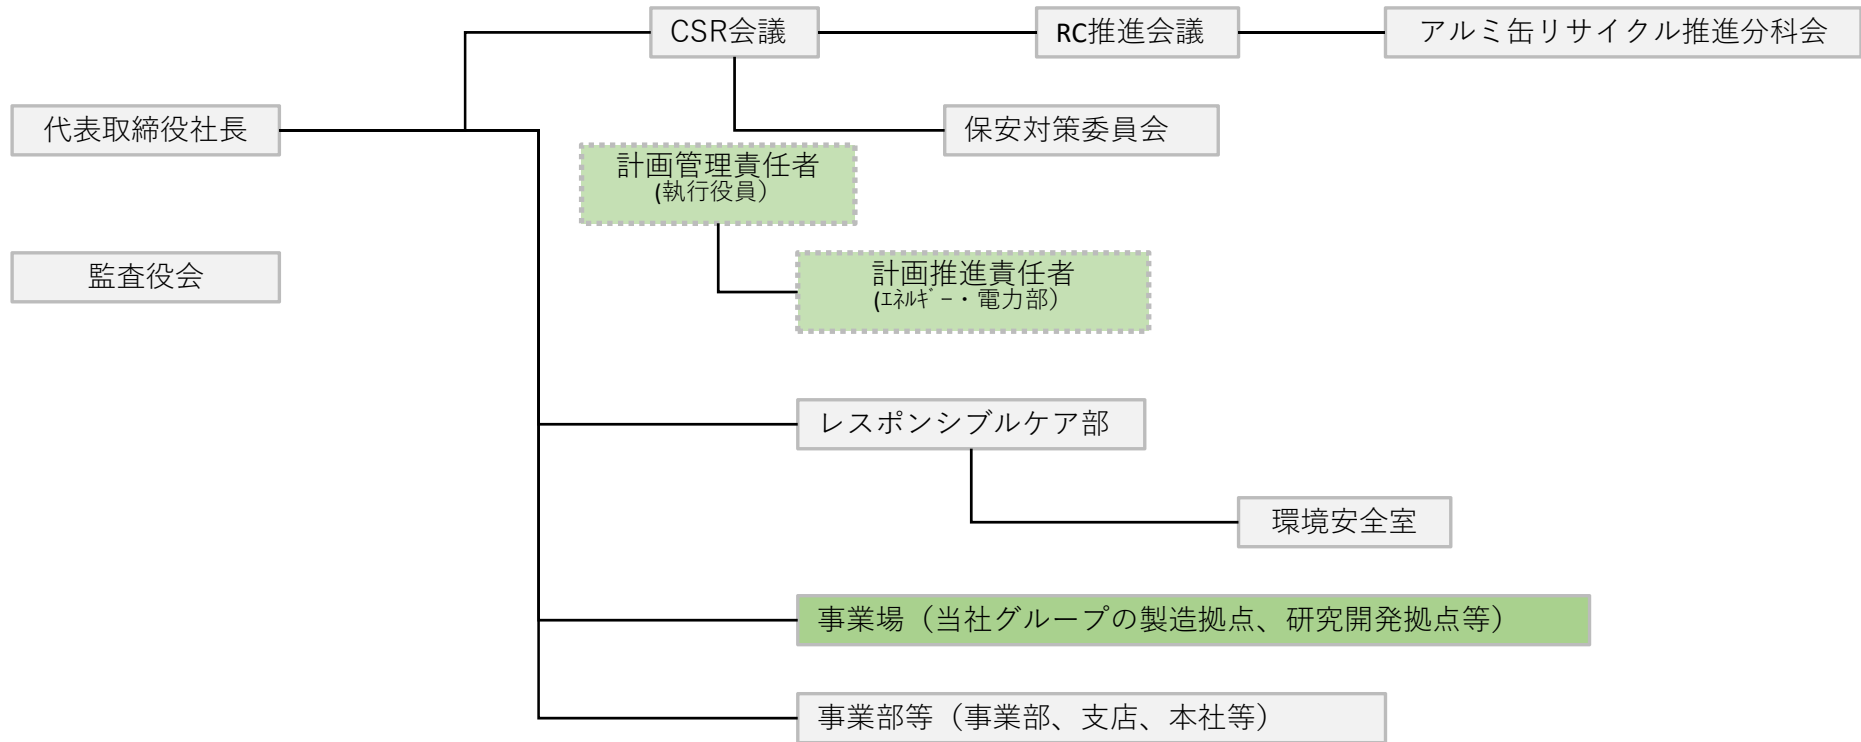 CSR会議
RC推進会議
アルミ缶リサイクル推進分科会
代表取締役社長
保安対策委員会
計画管理責任者
(執行役員）
監査役会
計画推進責任者
(ｴﾈﾙｷﾞｰ・電力部）
レスポンシブルケア部
環境安全室
事業場（当社グループの製造拠点、研究開発拠点等）
事業部等（事業部、支店、本社等）